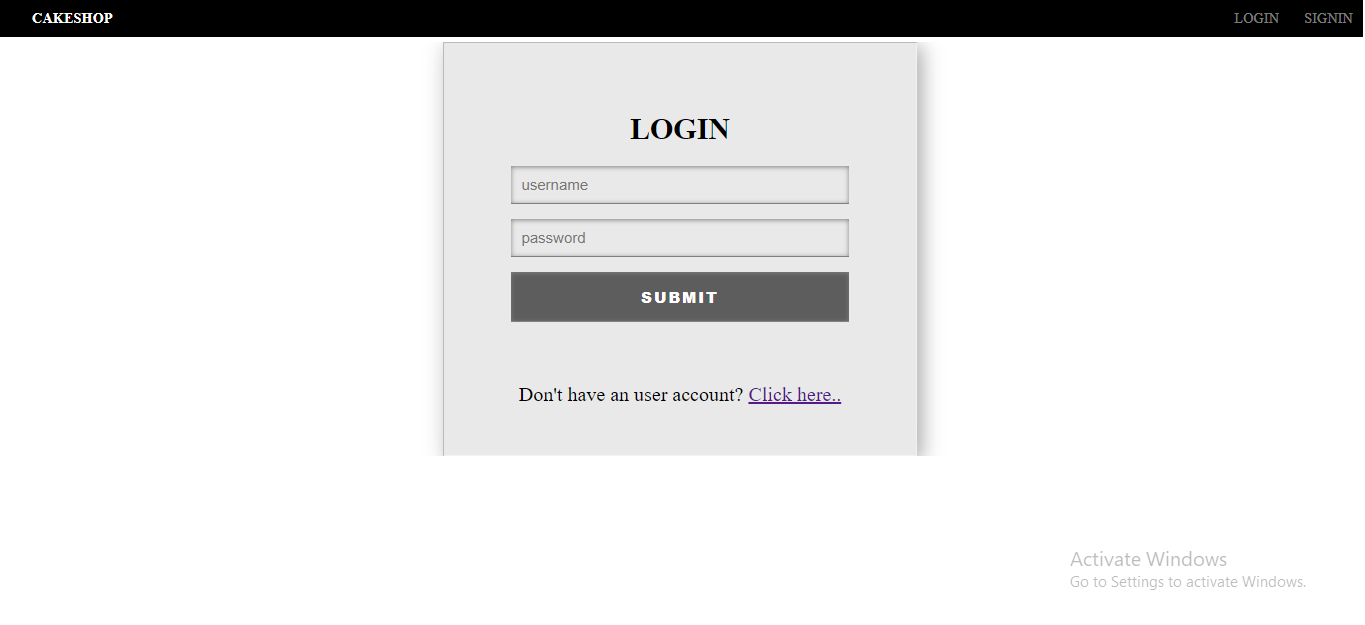 CAKESHOP LOGIN SIGNIN
LOGIN
username
password
SUBMIT
Don't have an user account? Click here..
Activate Windows
Go to Settings to activate Windows.